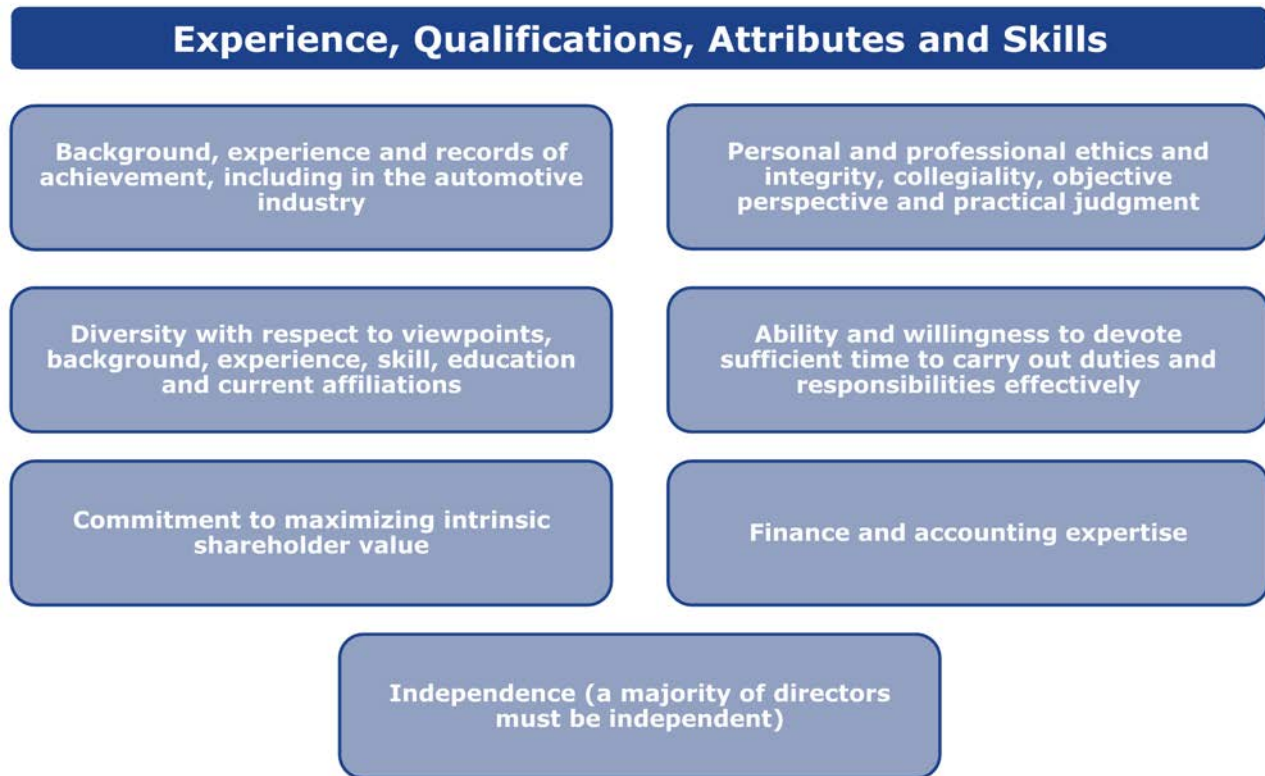 Experience, Qualifications, Attributes and Skills
Background, experience and records of
achievement, including in the automotive
industry
Personal and professional ethics and
integrity, collegiality, objective
perspective and practical judgment
Diversity with respect to viewpoints,
background, experience, skill, education
and current affiliations
Ability and willingness to devote
sufficient time to carry out duties and
responsibilities effectively
Commitment to maximizing intrinsic
shareholder value
Finance and accounting expertise
Independence (a majority of directors
must be independent)